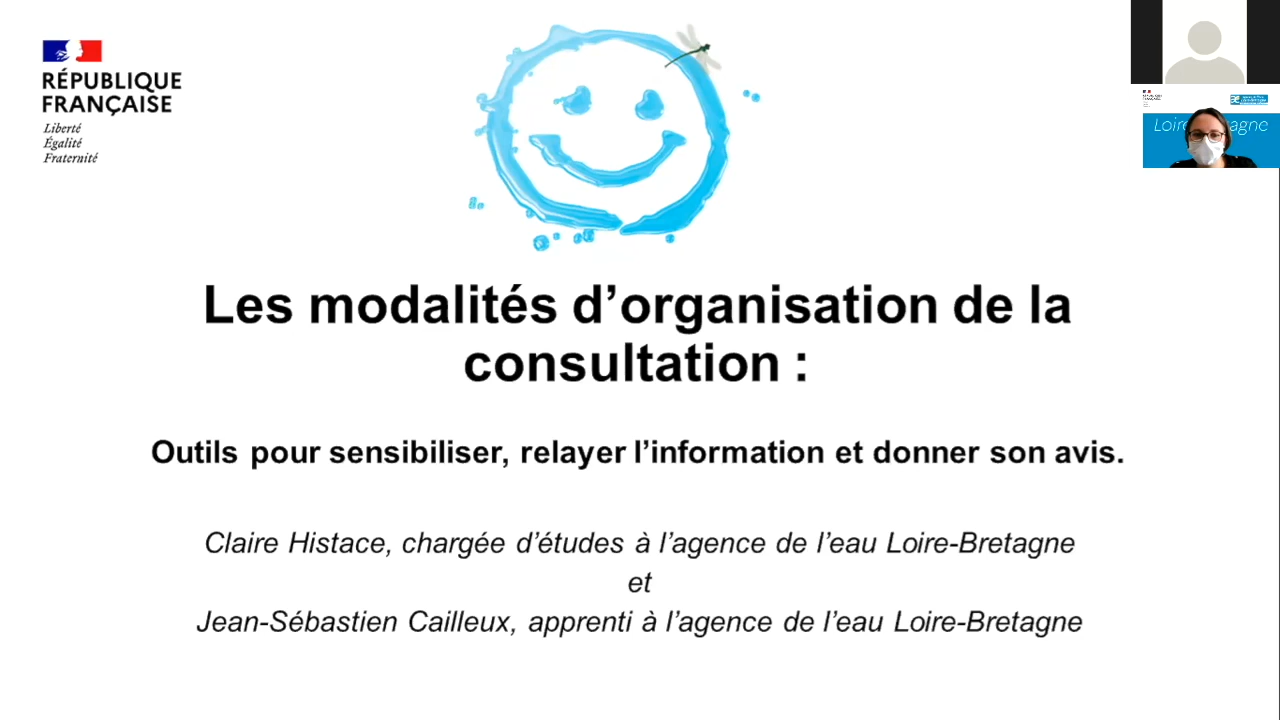 RÉPUBLIQUE
FRANÇAISE
Liberté
Égalité
Fraternité
Les modalités d’organisation de la
consultation :
Outils pour sensibiliser, relayer l’information et donner son avis.
Claire Histace, chargée d’études à l’agence de l’eau Loire-Bretagne
et
Jean-Sébastien Cailleux, apprenti à l’agence de l’eau Loire-Bretagne